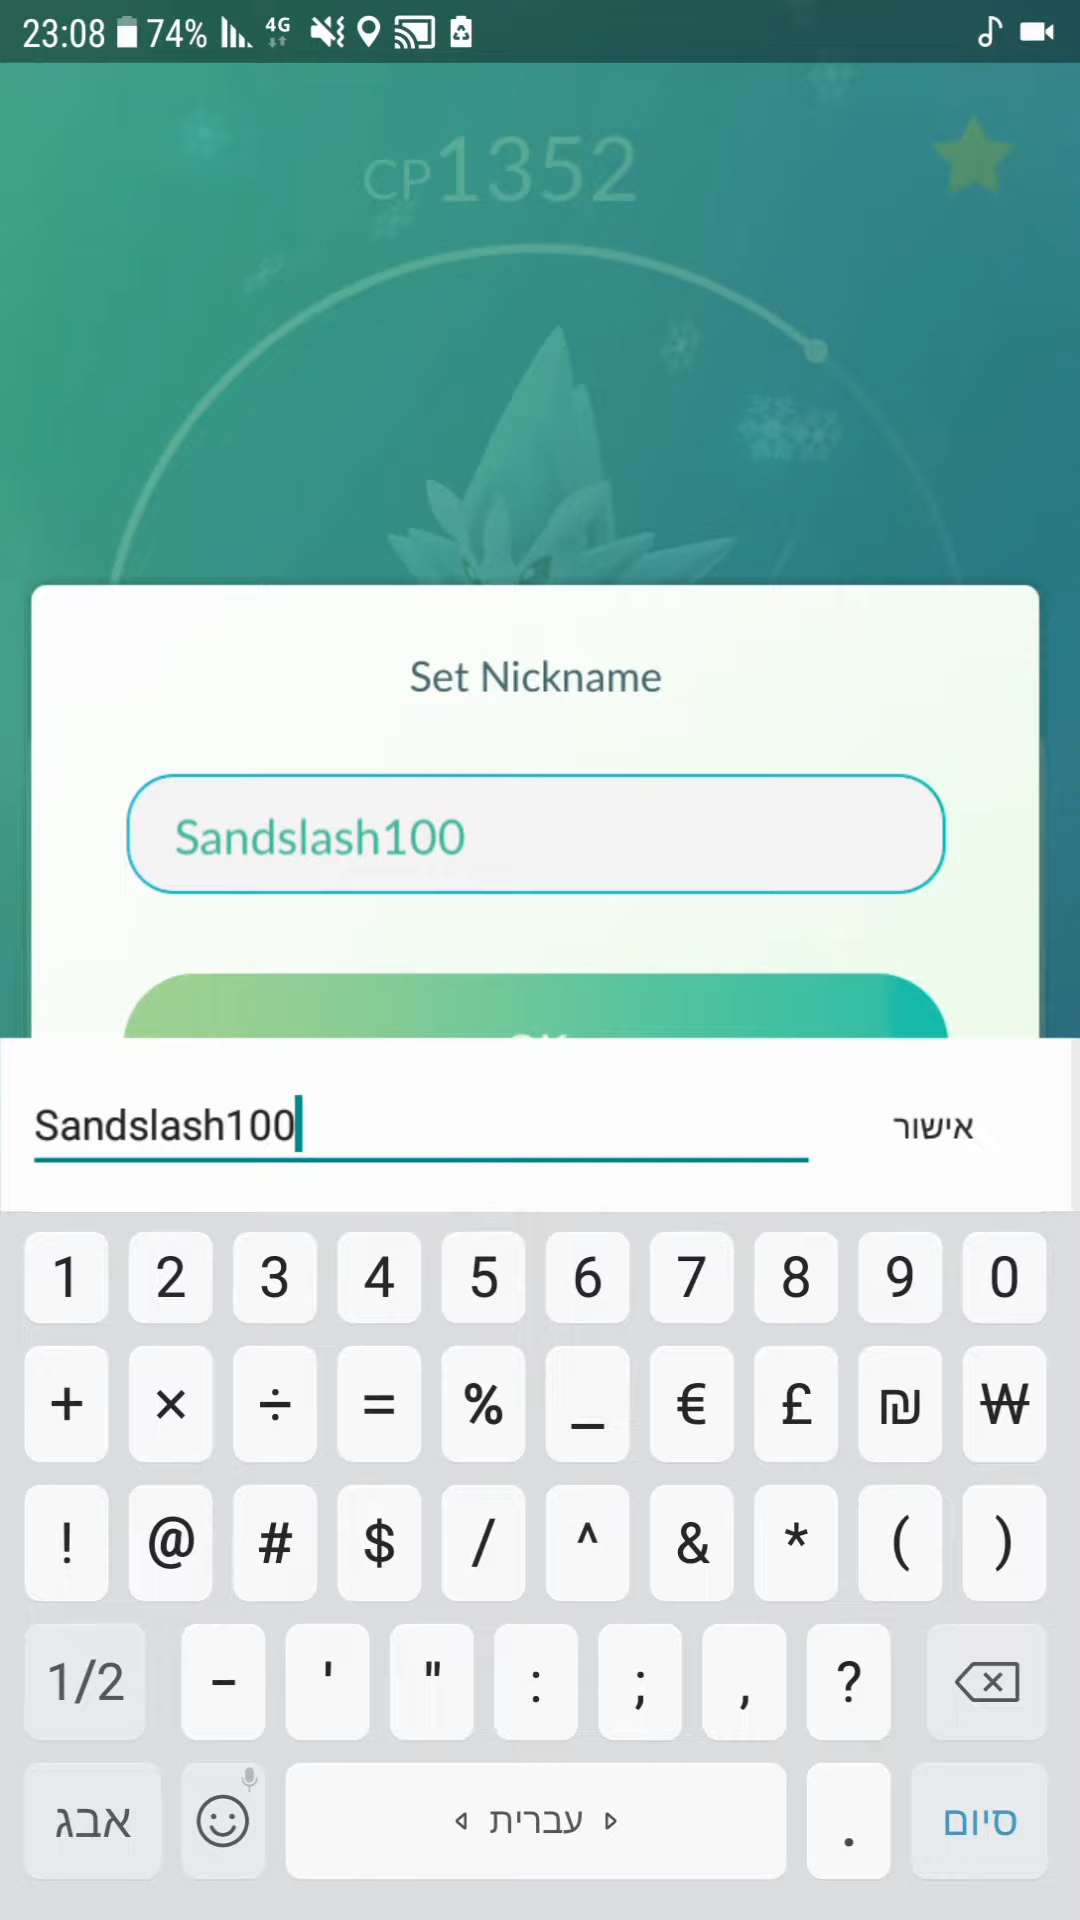 23:08 74% 4G
CP1352
Set Nickname
Sandslash100
Sandslash100 אישור
1 2 3 4 5 6 7 8 9 0
+ × ÷ = % _ € £ ₪ ₩
! @ # $ / ^ & * ( )
1/2 - ' " : ; , ?
אבג עברית . סיום